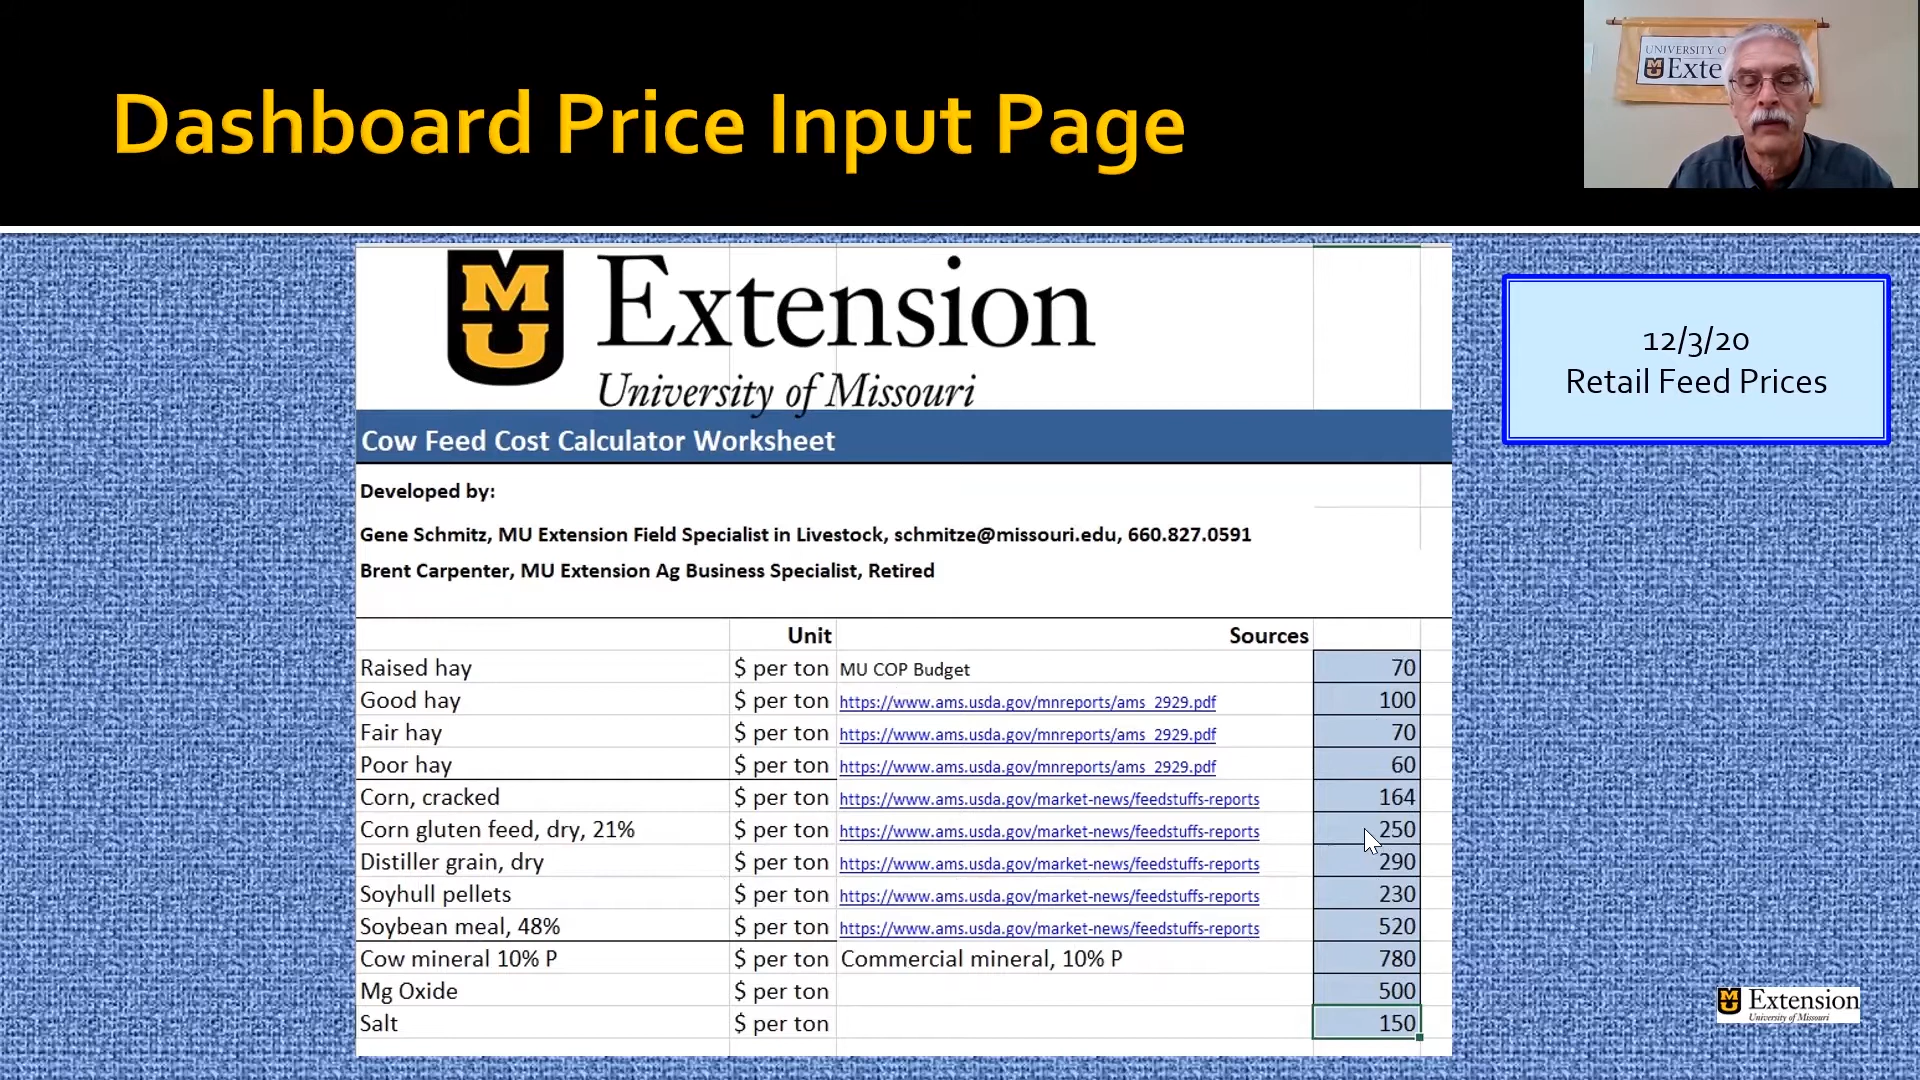 Dashboard Price Input Page
UNIVERSITY O
MU Exte
MU Extension
University of Missouri
12/3/20
Retail Feed Prices
Cow Feed Cost Calculator Worksheet
Developed by:
Gene Schmitz, MU Extension Field Specialist in Livestock, schmitze@missouri.edu, 660.827.0591
Brent Carpenter, MU Extension Ag Business Specialist, Retired
Unit Sources
Raised hay $ per ton MU COP Budget 70
Good hay $ per ton https://www.ams.usda.gov/mnreports/ams_2929.pdf 100
Fair hay $ per ton https://www.ams.usda.gov/mnreports/ams_2929.pdf 70
Poor hay $ per ton https://www.ams.usda.gov/mnreports/ams_2929.pdf 60
Corn, cracked $ per ton https://www.ams.usda.gov/market-news/feedstuffs-reports 164
Corn gluten feed, dry, 21% $ per ton https://www.ams.usda.gov/market-news/feedstuffs-reports 250
Distiller grain, dry $ per ton https://www.ams.usda.gov/market-news/feedstuffs-reports 290
Soyhull pellets $ per ton https://www.ams.usda.gov/market-news/feedstuffs-reports 230
Soybean meal, 48% $ per ton https://www.ams.usda.gov/market-news/feedstuffs-reports 520
Cow mineral 10% P $ per ton Commercial mineral, 10% P 780
Mg Oxide $ per ton 500
Salt $ per ton 150
MU Extension
University of Missouri